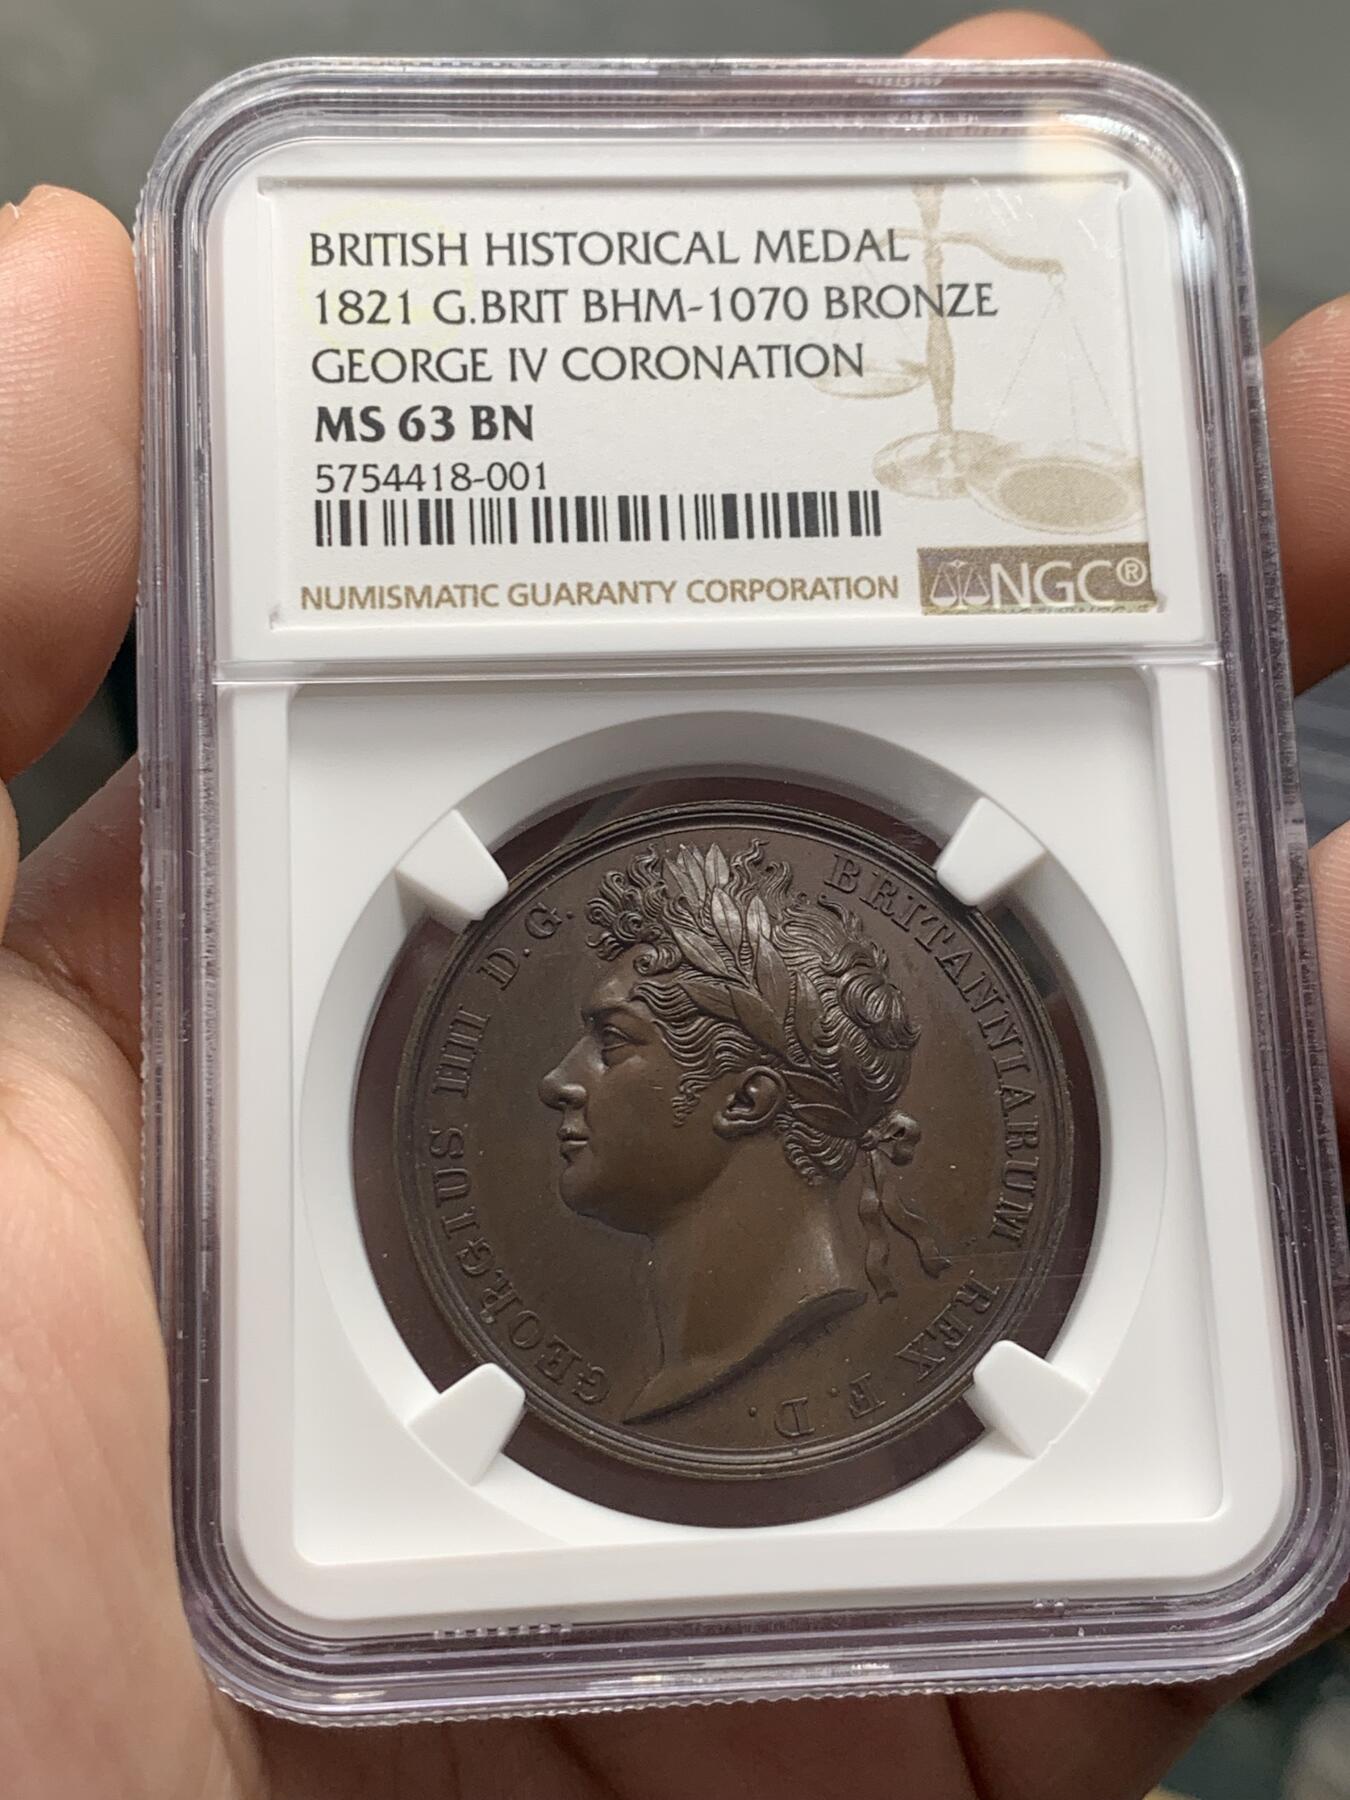 BRITISH HISTORICAL MEDAL
1821 G.BRIT BHM-1070 BRONZE
GEORGE IV CORONATION
MS 63 BN
5754418-001
NUMISMATIC GUARANTY CORPORATION
NGC®
GEORGIUS IIII D.G. BRITANNIARUM REX F.D.